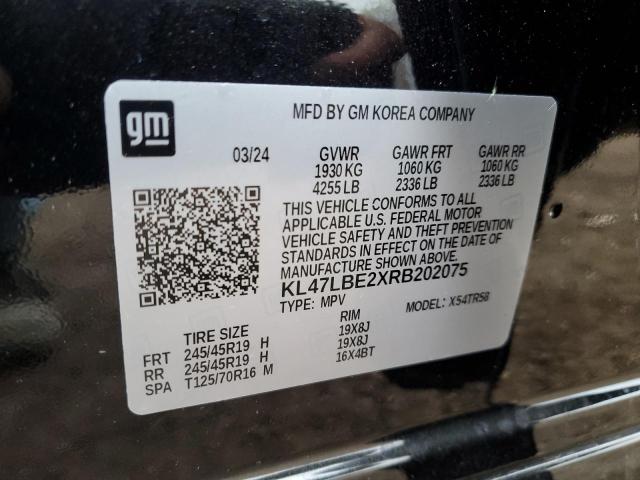 gm
MFD BY GM KOREA COMPANY
03/24 GVWR GAWR FRT GAWR RR
1930 KG 1060 KG 1060 KG
4255 LB 2336 LB 2336 LB
THIS VEHICLE CONFORMS TO ALL
APPLICABLE U.S. FEDERAL MOTOR
VEHICLE SAFETY AND THEFT PREVENTION
STANDARDS IN EFFECT ON THE DATE OF
MANUFACTURE SHOWN ABOVE.
KL47LBE2XRB202075
TYPE: MPV MODEL: X54TR58
TIRE SIZE RIM
FRT 245/45R19 H 19X8J
RR 245/45R19 H 19X8J
SPA T125/70R16 M 16X4BT